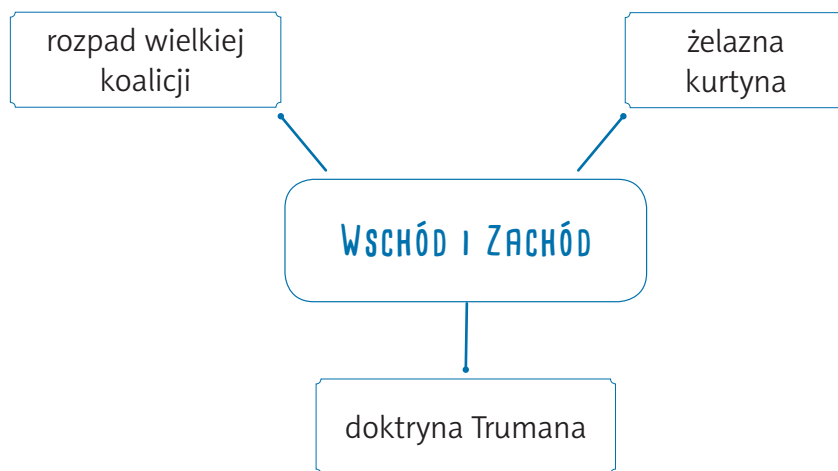 rozpad wielkiej
koalicji
żelazna
kurtyna
WSCHÓD I ZACHÓD
doktryna Trumana